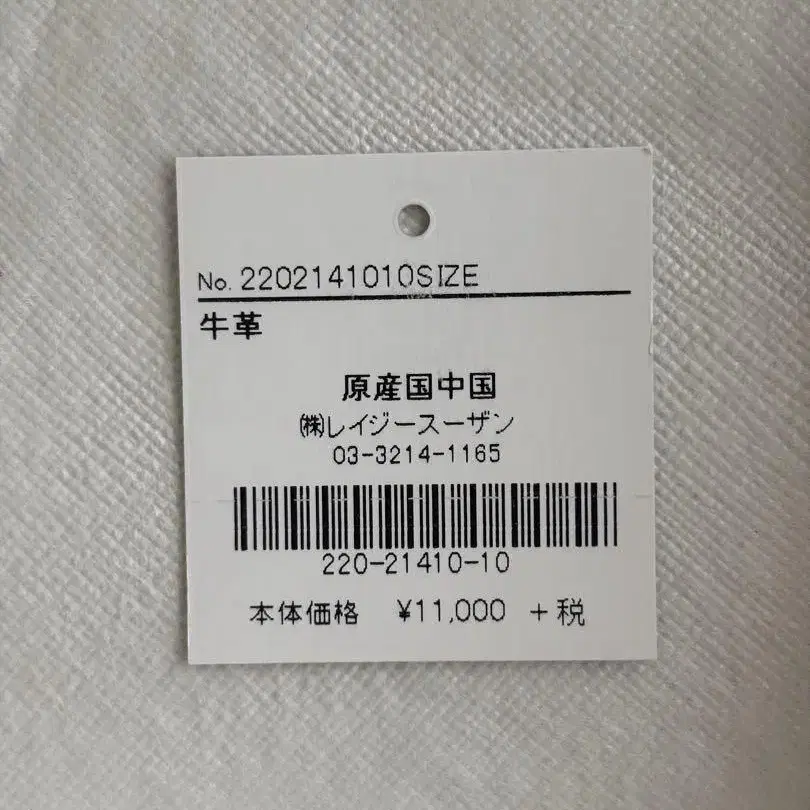 No. 2202141010SIZE
牛革
原産国中国
㈱レイジースーザン
03-3214-1165
220-21410-10
本体価格 ¥11,000 + 税